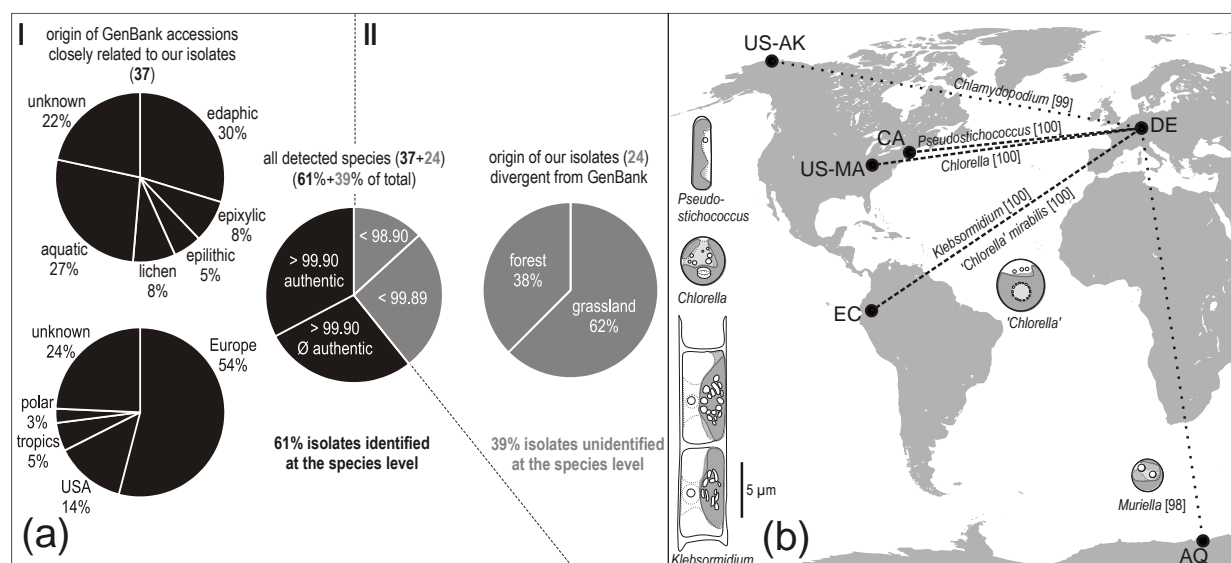 I
origin of GenBank accessions
closely related to our isolates
(37)
unknown
22%
edaphic
30%
epixylic
8%
epilithic
5%
lichen
8%
aquatic
27%
unknown
24%
Europe
54%
polar
3%
tropics
5%
USA
14%
(a)
II
all detected species (37+24)
(61%+39% of total)
< 98.90
> 99.90
authentic
< 99.89
> 99.90
Ø authentic
61% isolates identified
at the species level
origin of our isolates (24)
divergent from GenBank
forest
38%
grassland
62%
39% isolates unidentified
at the species level
US-AK
Chlamydopodium [99]
DE
CA
Pseudostichococcus [100]
US-MA
Chlorella [100]
Pseudo-
stichococcus
Klebsormidium [100]
'Chlorella' mirabilis [100]
Chlorella
EC
'Chlorella'
5 µm
Muriella [98]
Klebsormidium
(b)
AQ